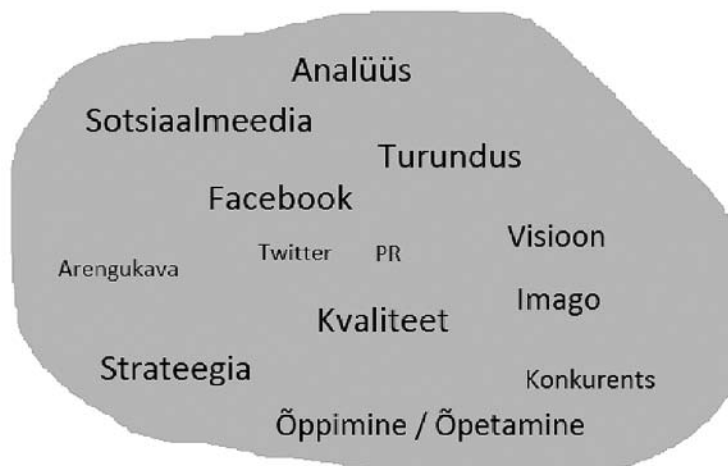 Analüüs
Sotsiaalmeedia
Turundus
Facebook
Visioon
Twitter PR
Arengukava
Imago
Kvaliteet
Strateegia
Konkurents
Õppimine / Õpetamine